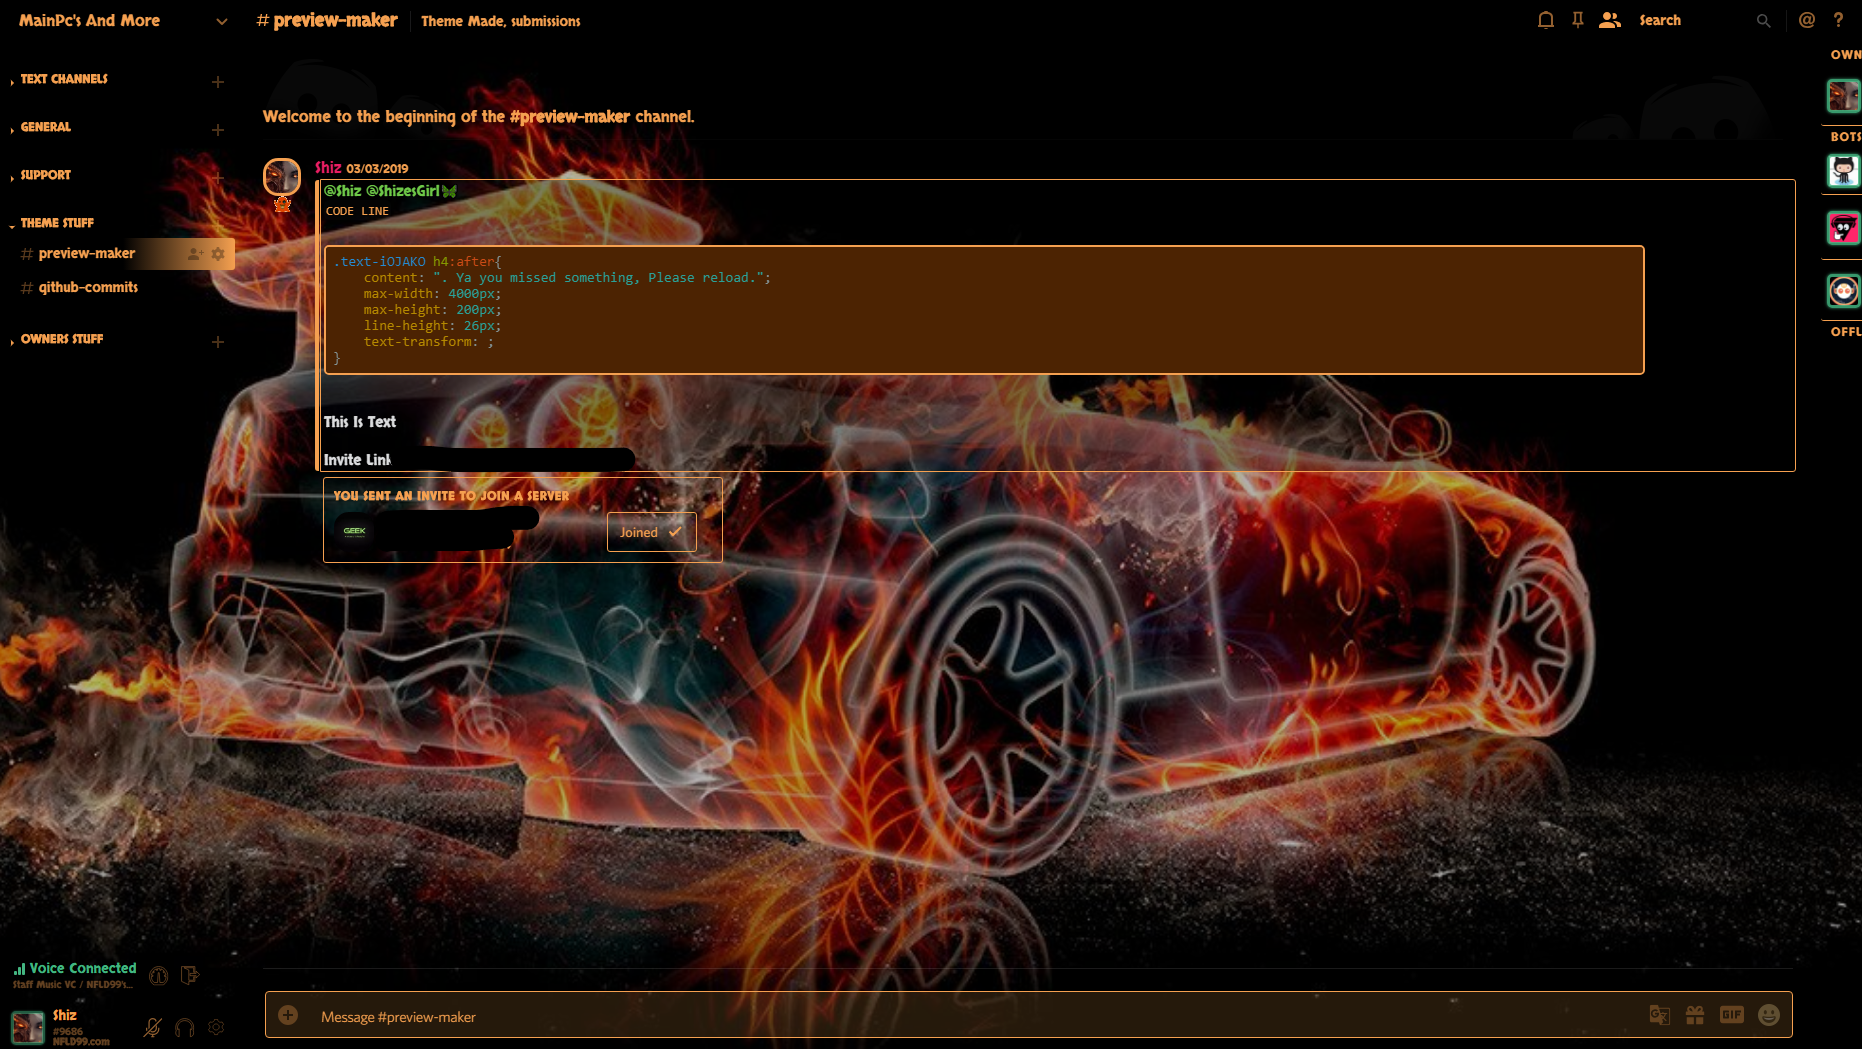 MainPc's And More
# preview-maker
Theme Made, submissions
Search
TEXT CHANNELS
GENERAL
SUPPORT
THEME STUFF
# preview-maker
# github-commits
OWNERS STUFF
Welcome to the beginning of the #preview-maker channel.
Shiz 03/03/2019
@Shiz @ShizesGirl
CODE LINE
.text-iOJAKO h4:after{
content: ". Ya you missed something, Please reload.";
max-width: 4000px;
max-height: 200px;
line-height: 26px;
text-transform: ;
}
This Is Text
Invite Link
YOU SENT AN INVITE TO JOIN A SERVER
GEEK
Joined
OWN
BOTS
OFFL
Voice Connected
Staff Music VC / NFLD99's...
Shiz
#9686
NFLD99.com
Message #preview-maker
GIF